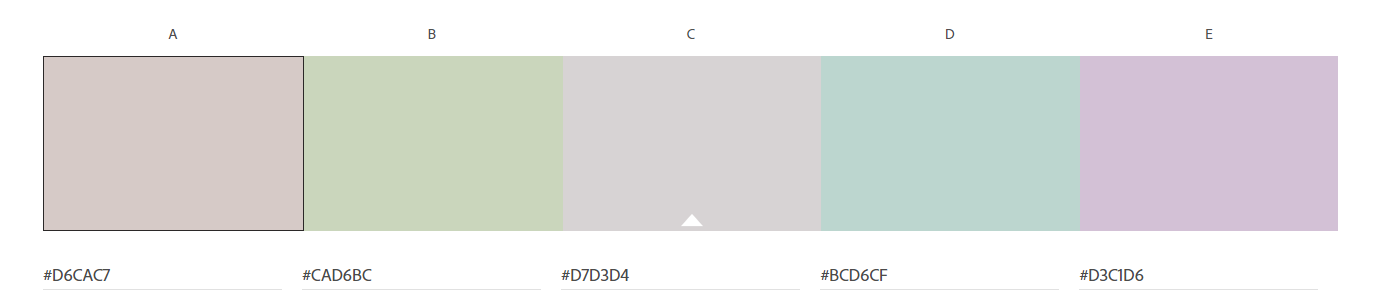 A B C D E
#D6CAC7 #CAD6BC #D7D3D4 #BCD6CF #D3C1D6